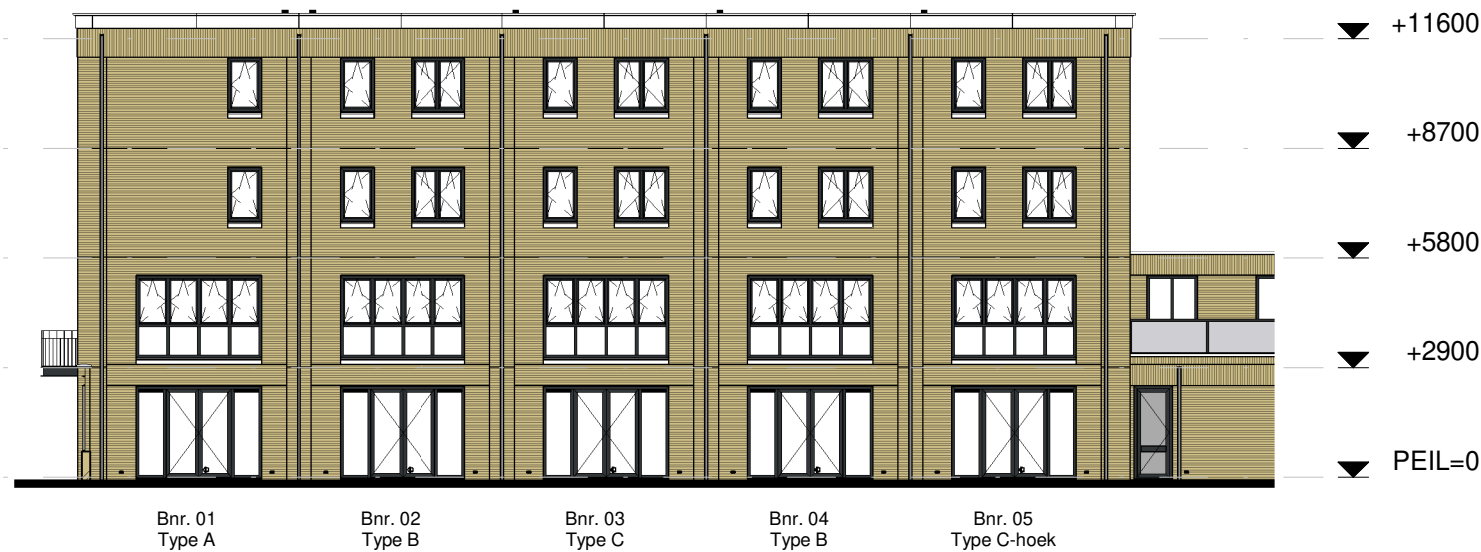 +11600
+8700
+5800
+2900
PEIL=0
Bnr. 01
Type A
Bnr. 02
Type B
Bnr. 03
Type C
Bnr. 04
Type B
Bnr. 05
Type C-hoek